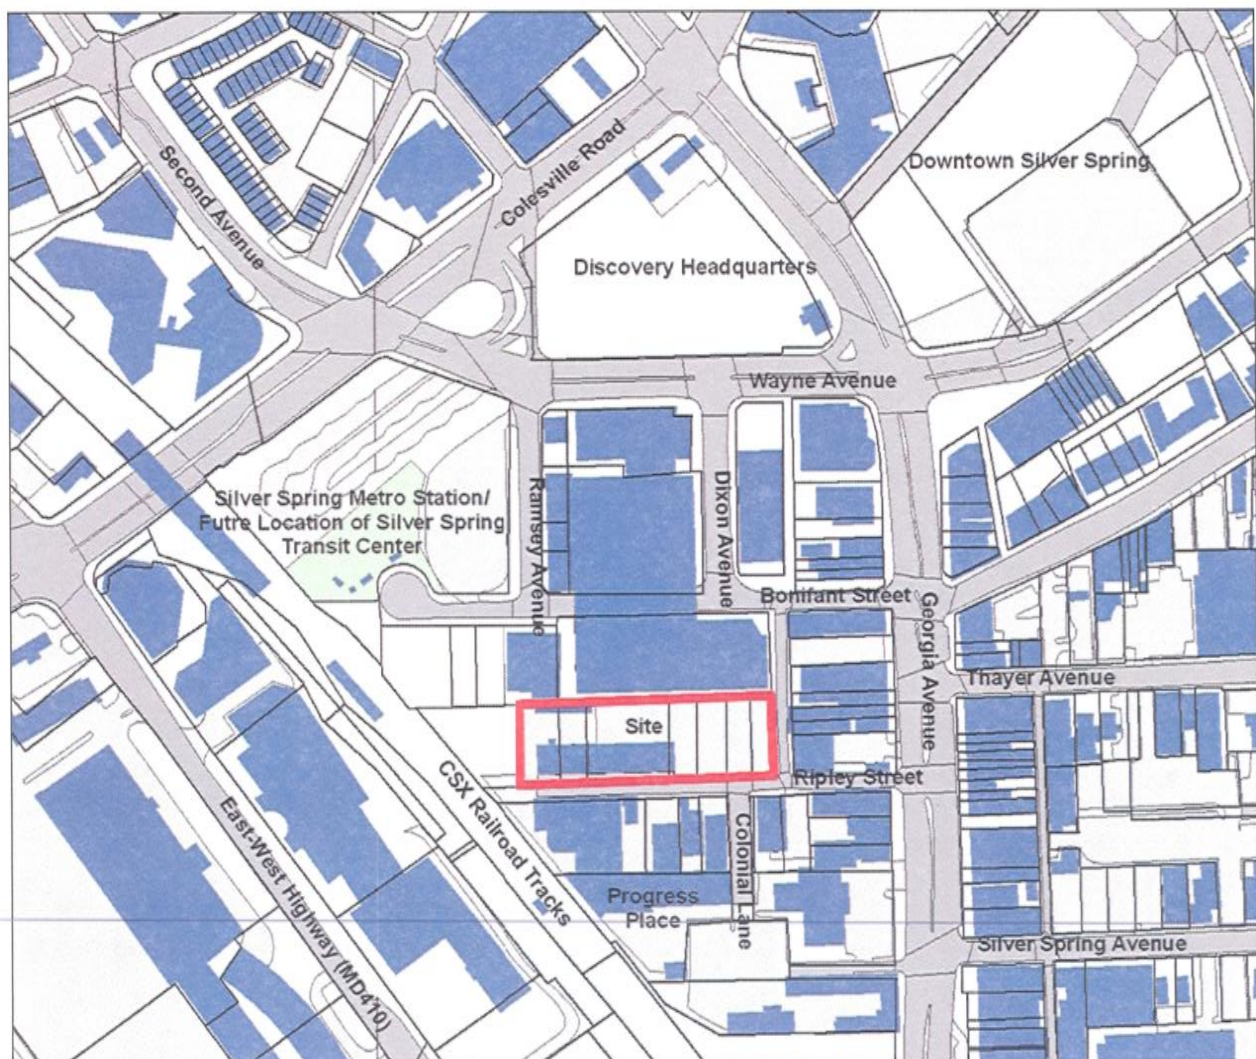 Second Avenue
Colesville Road
Downtown Silver Spring
Discovery Headquarters
Wayne Avenue
Silver Spring Metro Station/
Futre Location of Silver Spring
Transit Center
Ramsey Avenue
Dixon Avenue
Bonifant Street
Georgia Avenue
Thayer Avenue
Site
Ripley Street
CSX Railroad Tracks
East-West Highway (MD410)
Colonial Lane
Progress
Place
Silver Spring Avenue